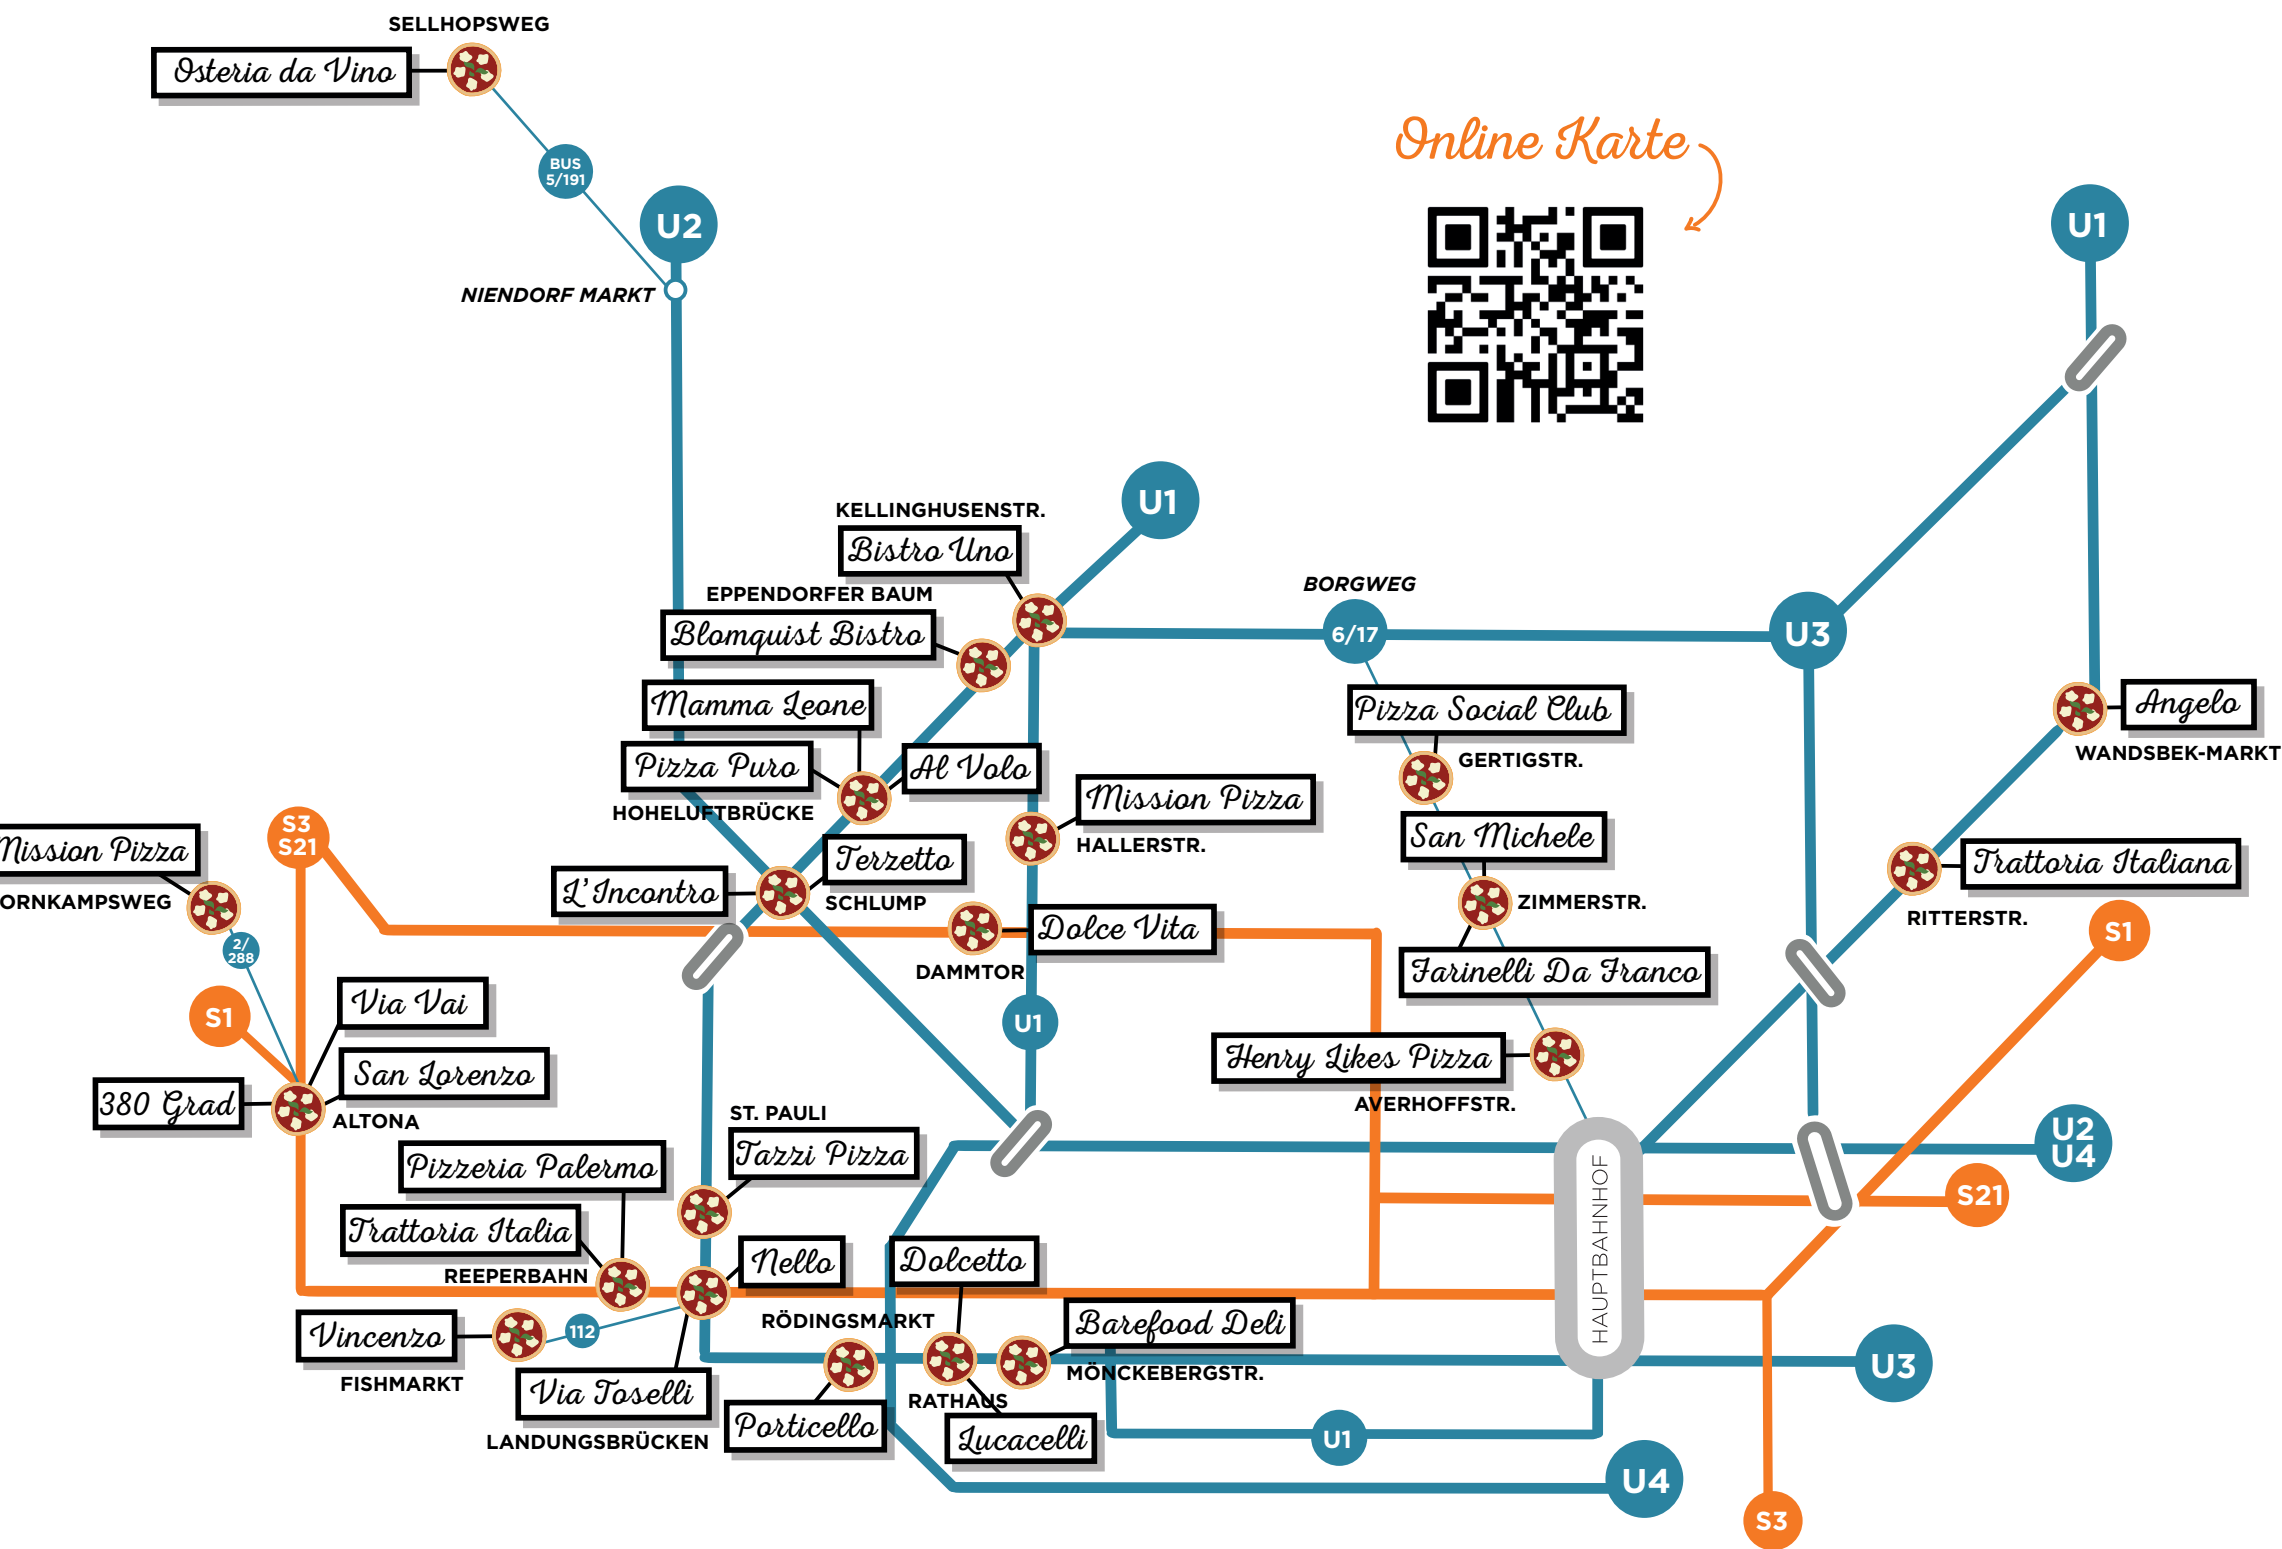 SELLHOPSWEG
Osteria da Vino
BUS
5/191
U2
NIENDORF MARKT
Online Karte
U1
U1
KELLINGHUSENSTR.
Bistro Uno
EPPENDORFER BAUM
Blomquist Bistro
BORGWEG
6/17
U3
Mamma Leone
Pizza Puro
Al Volo
HOHELUFTBRÜCKE
Pizza Social Club
GERTIGSTR.
Angelo
WANDSBEK-MARKT
Mission Pizza
HALLERSTR.
San Michele
ZIMMERSTR.
Farinelli Da Franco
Trattoria Italiana
RITTERSTR.
S1
S3
S21
Mission Pizza
ORNKAMPSWEG
2/
288
S1
Terzetto
L'Incontro
SCHLUMP
Dolce Vita
DAMMTOR
U1
Via Vai
San Lorenzo
380 Grad
ALTONA
Henry Likes Pizza
AVERHOFFSTR.
ST. PAULI
Tazzi Pizza
Pizzeria Palermo
Trattoria Italia
REEPERBAHN
Nello
Dolcetto
HAUPTBAHNHOF
U2
U4
S21
Vincenzo
112
FISHMARKT
RÖDINGSMARKT
Barefood Deli
MÖNCKEBERGSTR.
U3
Via Toselli
LANDUNGSBRÜCKEN
Porticello
RATHAUS
Lucacelli
U1
U4
S3